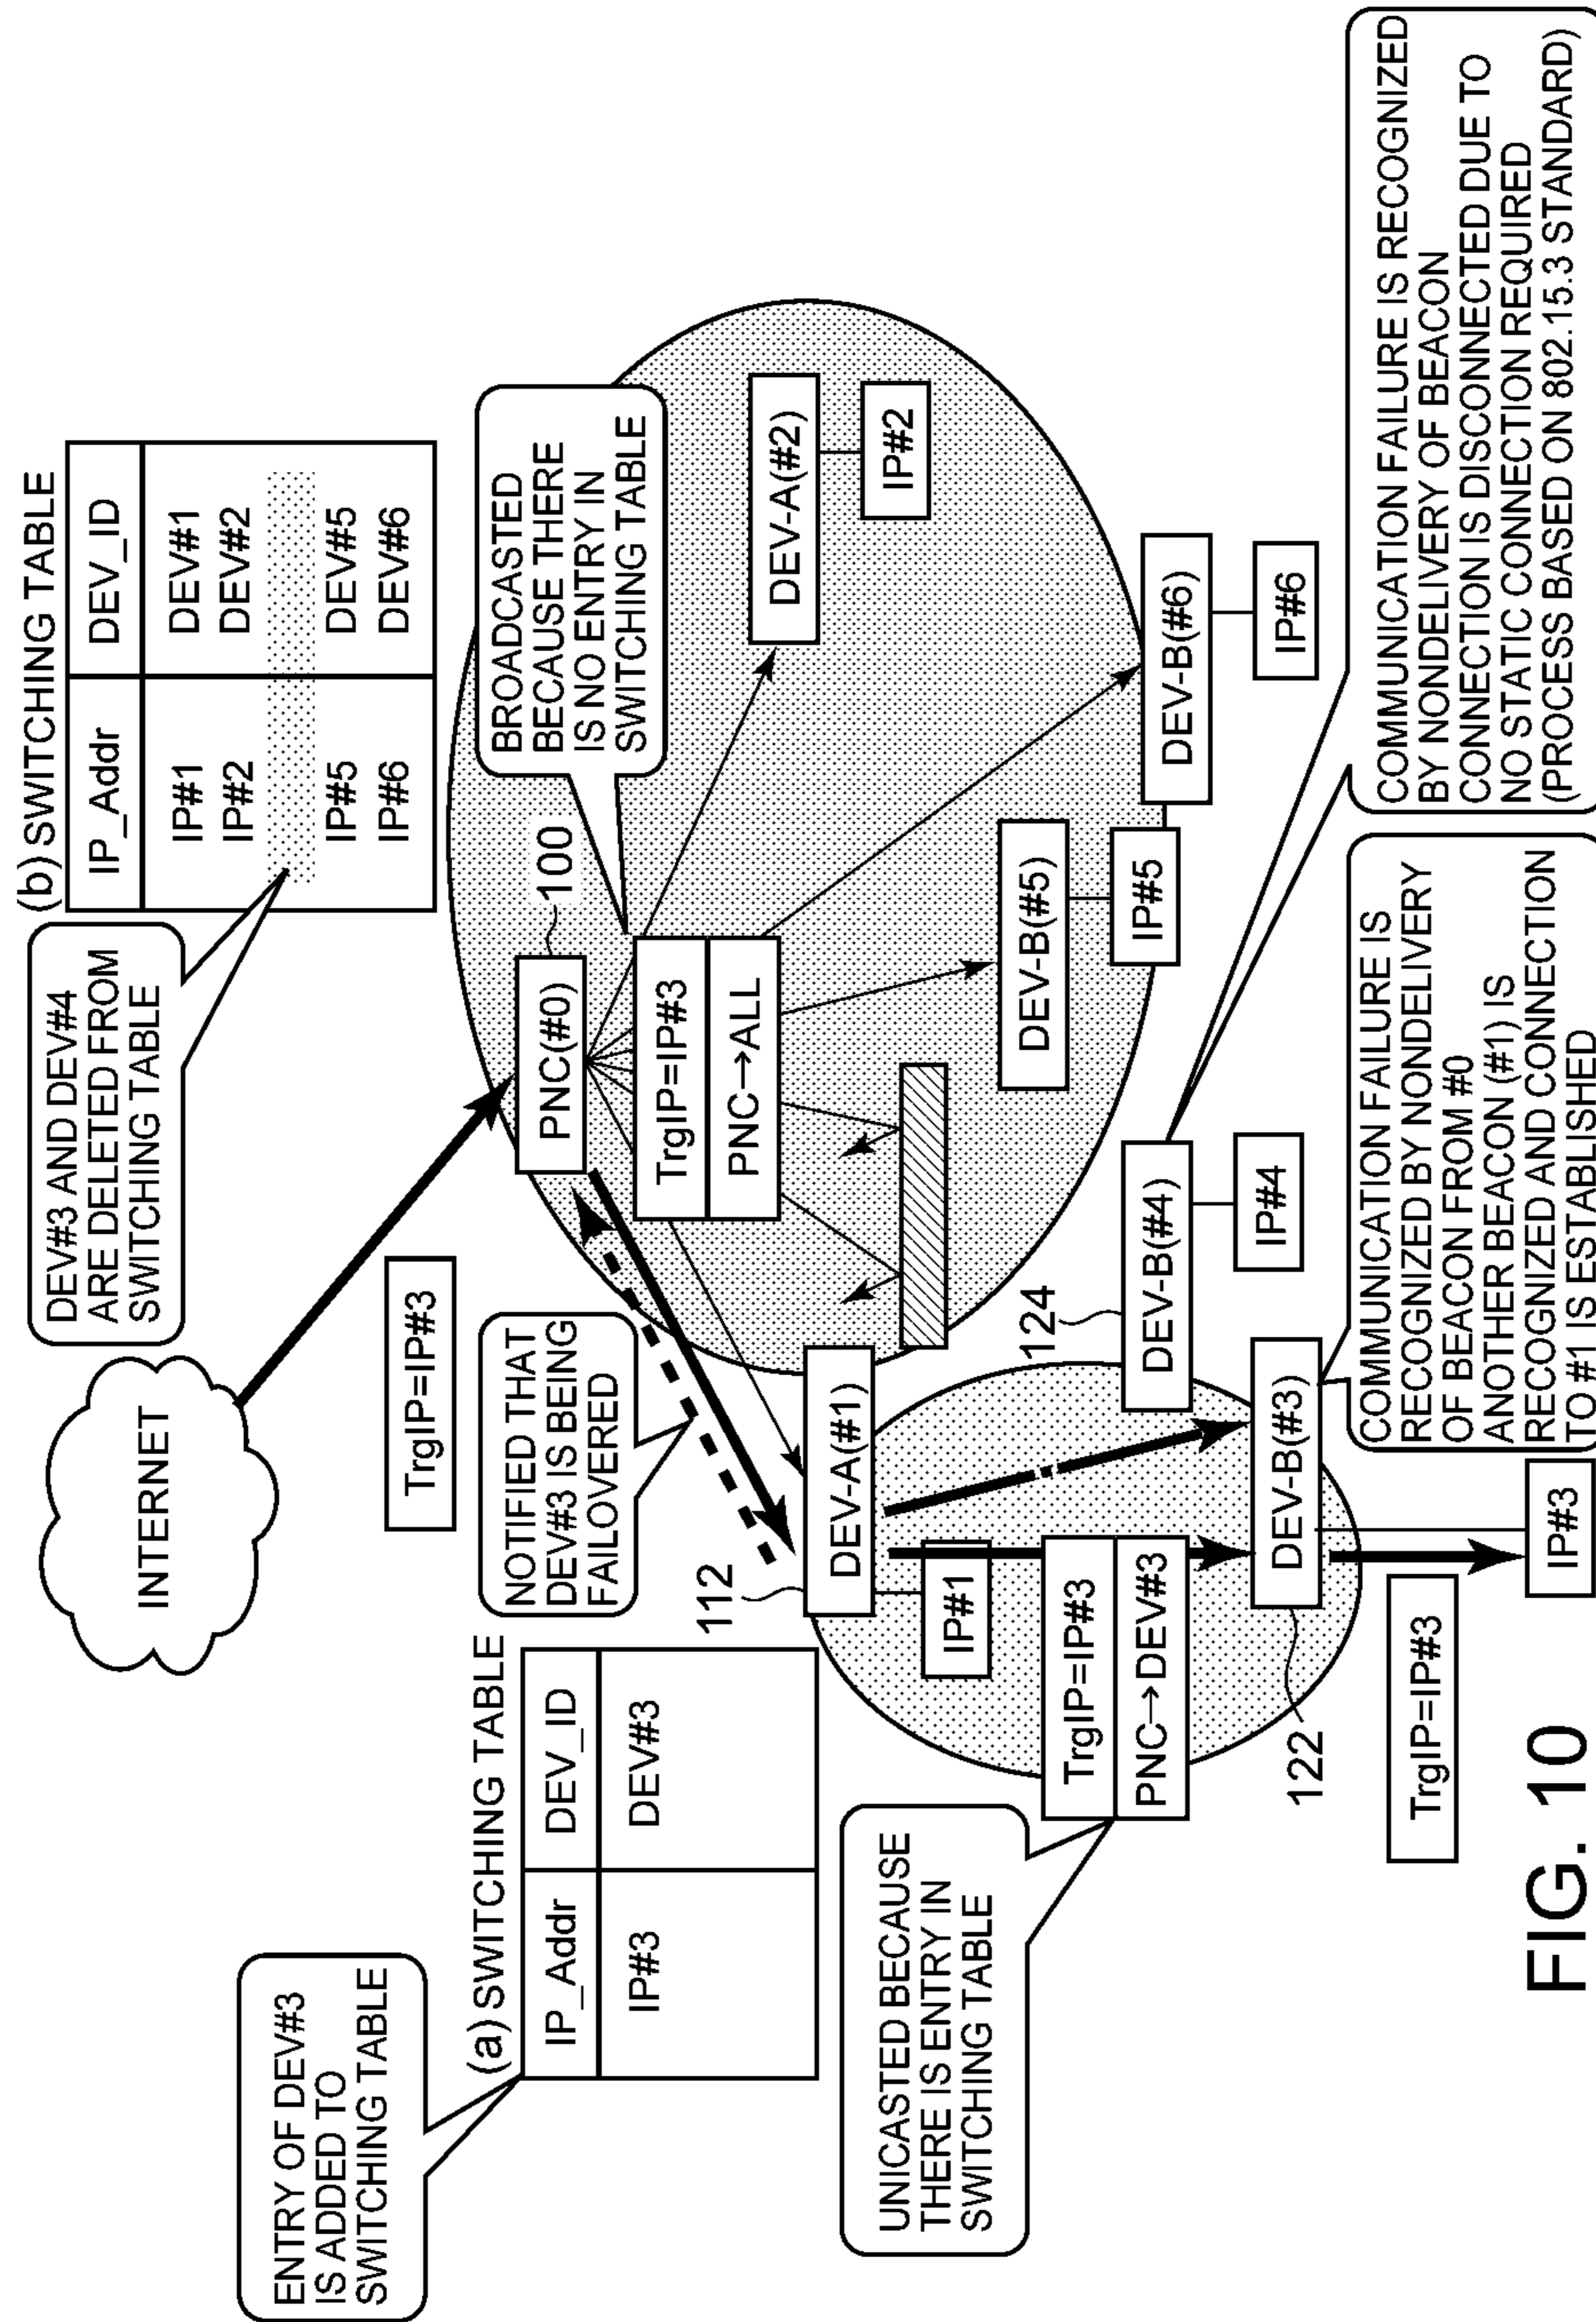 INTERNET
DEV#3 AND DEV#4
ARE DELETED FROM
SWITCHING TABLE
(b) SWITCHING TABLE
IP_Addr DEV_ID
IP#1 DEV#1
IP#2 DEV#2
IP#5 DEV#5
IP#6 DEV#6
TrgIP=IP#3
PNC(#0)
100
BROADCASTED
BECAUSE THERE
IS NO ENTRY IN
SWITCHING TABLE
TrgIP=IP#3
PNC→ALL
DEV-A(#2)
IP#2
DEV-B(#5)
IP#5
DEV-B(#6)
IP#6
NOTIFIED THAT
DEV#3 IS BEING
FAILOVERED
ENTRY OF DEV#3
IS ADDED TO
SWITCHING TABLE
(a) SWITCHING TABLE
IP_Addr DEV_ID
IP#3 DEV#3
112
DEV-A(#1)
IP#1
UNICASTED BECAUSE
THERE IS ENTRY IN
SWITCHING TABLE
TrgIP=IP#3
PNC→DEV#3
124
DEV-B(#4)
IP#4
122
DEV-B(#3)
TrgIP=IP#3
IP#3
COMMUNICATION FAILURE IS
RECOGNIZED BY NONDELIVERY
OF BEACON FROM #0
ANOTHER BEACON (#1) IS
RECOGNIZED AND CONNECTION
TO #1 IS ESTABLISHED
COMMUNICATION FAILURE IS RECOGNIZED
BY NONDELIVERY OF BEACON
CONNECTION IS DISCONNECTED DUE TO
NO STATIC CONNECTION REQUIRED
(PROCESS BASED ON 802.15.3 STANDARD)
FIG. 10